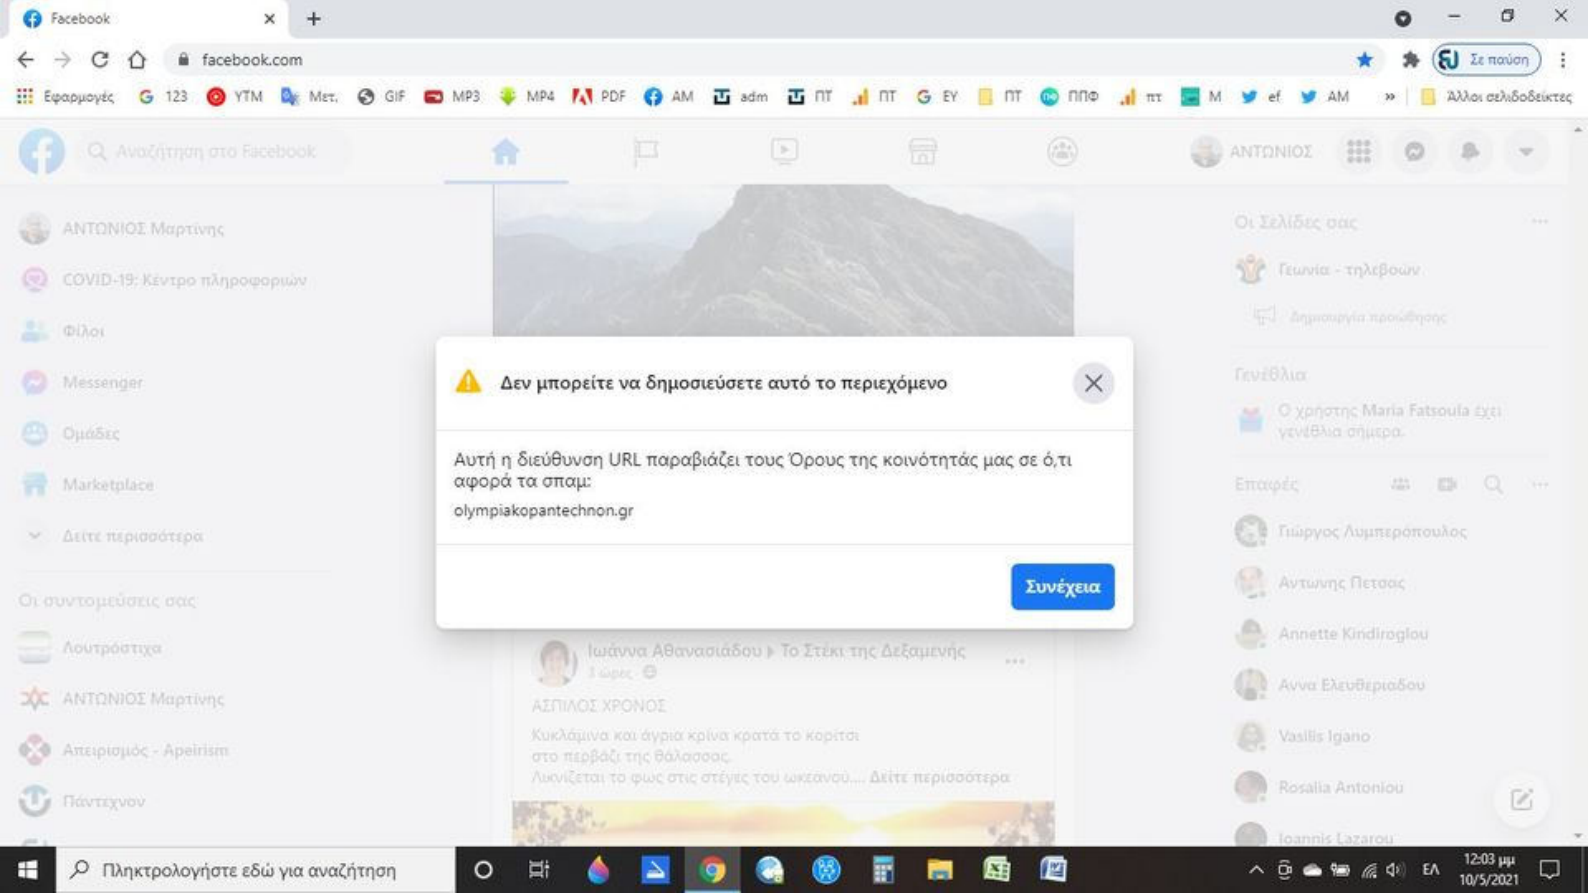 Facebook
facebook.com
Σε παύση
Εφαρμογές
123
YTM
Μετ.
GIF
MP3
MP4
PDF
AM
adm
ΠΤ
ΠΤ
ΕΥ
ΠΤ
ΠΠΦ
πτ
M
ef
AM
»
Άλλοι σελιδοδείκτες
Αναζήτηση στο Facebook
ΑΝΤΩΝΙΟΣ
ΑΝΤΩΝΙΟΣ Μαρτίνης
COVID-19: Κέντρο πληροφοριών
Φίλοι
Messenger
Ομάδες
Marketplace
Δείτε περισσότερα
Οι συντομεύσεις σας
Λουτρόστιχα
ΑΝΤΩΝΙΟΣ Μαρτίνης
Απειρισμός - Apeirism
Πάντεχνον
Δεν μπορείτε να δημοσιεύσετε αυτό το περιεχόμενο
Αυτή η διεύθυνση URL παραβιάζει τους Όρους της κοινότητάς μας σε ό,τι
αφορά τα σπαμ:
olympiakopantechnon.gr
Συνέχεια
Ιωάννα Αθανασιάδου ▸ Το Στέκι της Δεξαμενής
3 ώρες ·
ΑΣΠΙΛΟΣ ΧΡΟΝΟΣ
Κυκλάμινα και άγρια κρίνα κρατά το κορίτσι
στο περβάζι της θάλασσας.
Λικνίζεται το φως στις στέγες του ωκεανού.... Δείτε περισσότερα
Οι Σελίδες σας
Γεωνία - τηλεβοών
Δημιουργία προώθησης
Γενέθλια
Ο χρήστης Maria Fatsoula έχει
γενέθλια σήμερα.
Επαφές
Γιώργος Λυμπερόπουλος
Αντωνης Πετσας
Annette Kindiroglou
Αννα Ελευθεριαδου
Vasilis Igano
Rosalia Antoniou
Ioannis Lazarou
Πληκτρολογήστε εδώ για αναζήτηση
ΕΛ
12:03 μμ
10/5/2021